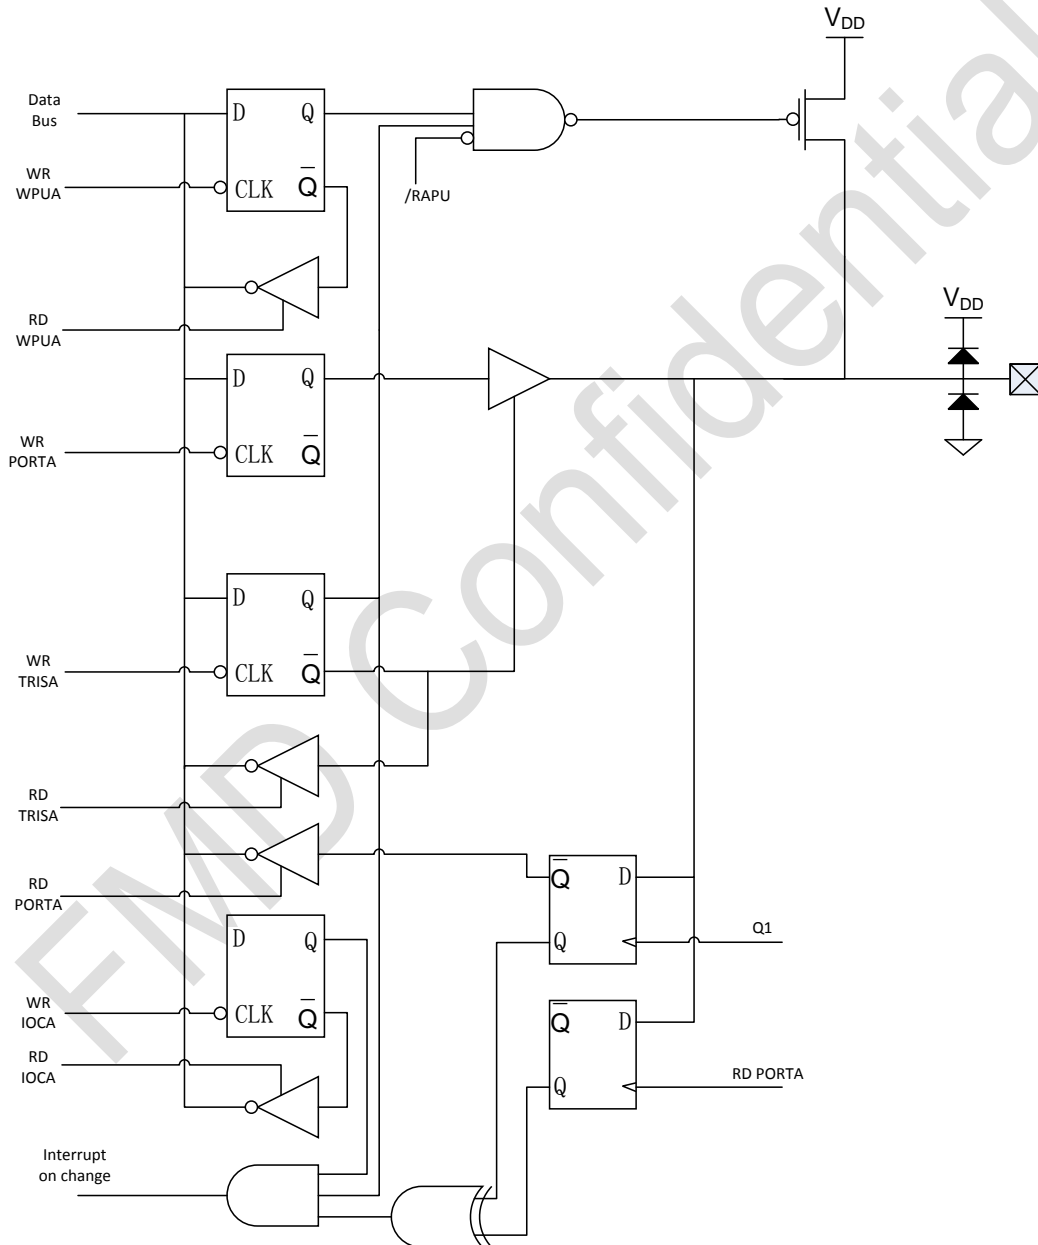 VDD
Data
Bus
D
Q
WR
WPUA
CLK
Q
/RAPU
RD
WPUA
VDD
D
Q
WR
PORTA
CLK
Q
D
Q
WR
TRISA
CLK
Q
RD
TRISA
RD
PORTA
Q
D
Q
Q1
D
Q
WR
IOCA
CLK
Q
RD
IOCA
Q
D
Q
RD PORTA
Interrupt
on change
FMD Confidential